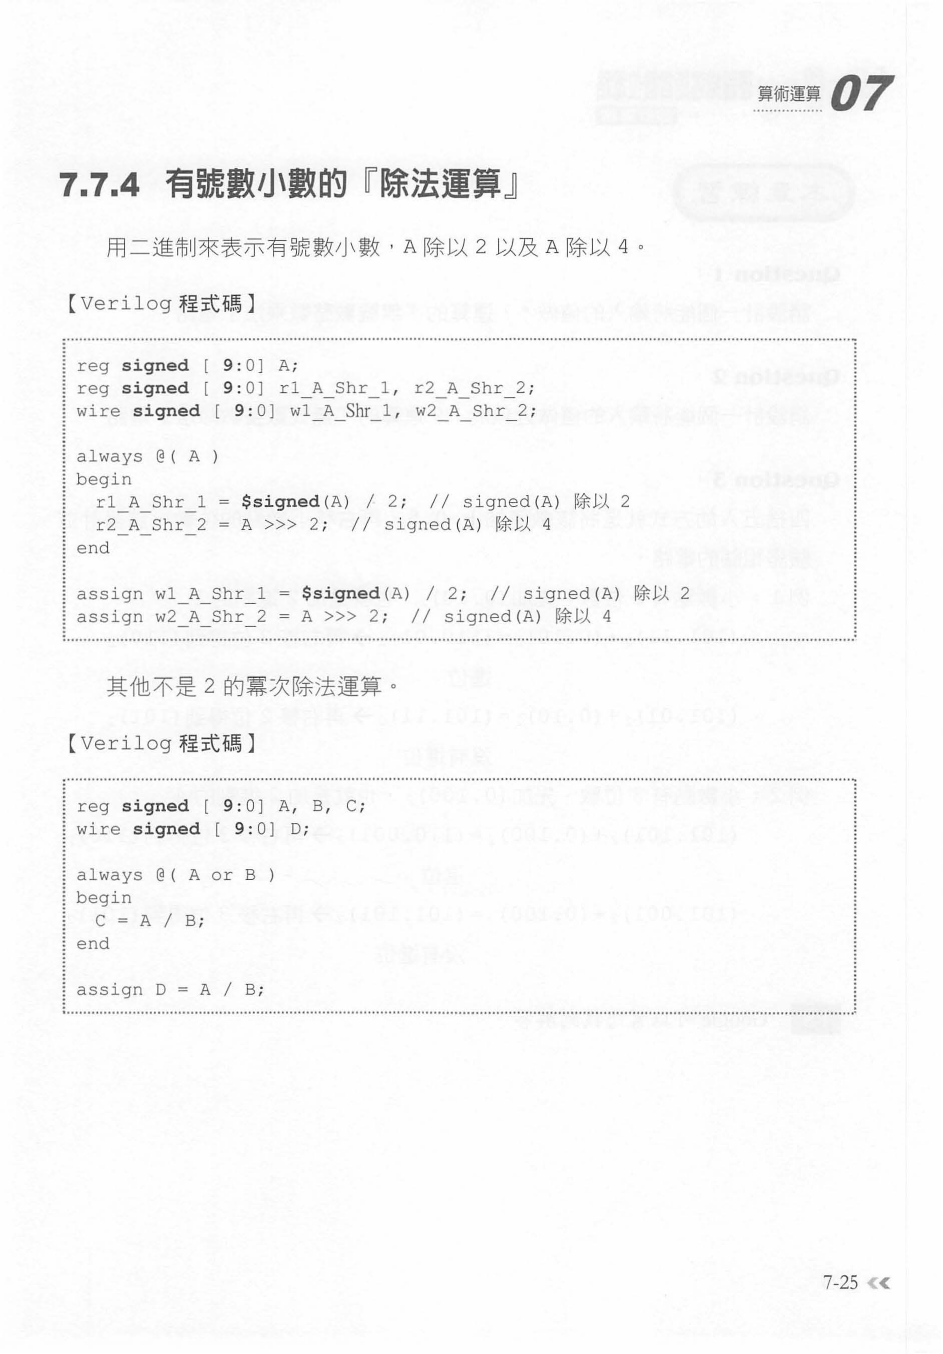 算術運算 07
7.7.4 有號數小數的『除法運算』
用二進制來表示有號數小數，A 除以 2 以及 A 除以 4。
【Verilog 程式碼】
reg signed [ 9:0] A;
reg signed [ 9:0] r1_A_Shr_1, r2_A_Shr_2;
wire signed [ 9:0] w1_A_Shr_1, w2_A_Shr_2;
always @( A )
begin
r1_A_Shr_1 = $signed(A) / 2; // signed(A) 除以 2
r2_A_Shr_2 = A >>> 2; // signed(A) 除以 4
end
assign w1_A_Shr_1 = $signed(A) / 2; // signed(A) 除以 2
assign w2_A_Shr_2 = A >>> 2; // signed(A) 除以 4
其他不是 2 的冪次除法運算。
【Verilog 程式碼】
reg signed [ 9:0] A, B, C;
wire signed [ 9:0] D;
always @( A or B )
begin
C = A / B;
end
assign D = A / B;
7-25